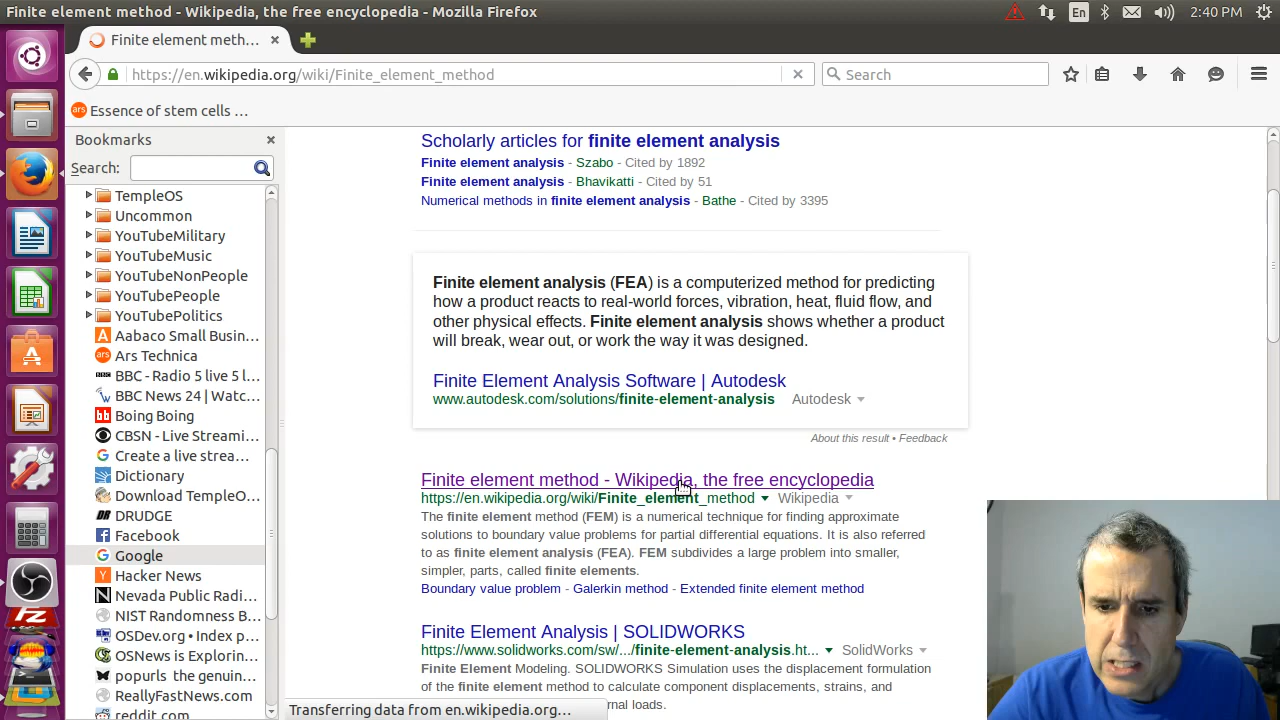 Finite element method - Wikipedia, the free encyclopedia - Mozilla Firefox
En
2:40 PM
Finite element meth...
https://en.wikipedia.org/wiki/Finite_element_method
Search
Essence of stem cells ...
Bookmarks
Search:
TempleOS
Uncommon
YouTubeMilitary
YouTubeMusic
YouTubeNonPeople
YouTubePeople
YouTubePolitics
Aabaco Small Busin...
Ars Technica
BBC - Radio 5 live 5 l...
BBC News 24 | Watc...
Boing Boing
CBSN - Live Streami...
Create a live strea...
Dictionary
Download TempleO...
DRUDGE
Facebook
Google
Hacker News
Nevada Public Radi...
NIST Randomness B...
OSDev.org • Index p...
OSNews is Explorin...
popurls the genuin...
ReallyFastNews.com
reddit.com
Scholarly articles for finite element analysis
Finite element analysis - Szabo - Cited by 1892
Finite element analysis - Bhavikatti - Cited by 51
Numerical methods in finite element analysis - Bathe - Cited by 3395
Finite element analysis (FEA) is a computerized method for predicting
how a product reacts to real-world forces, vibration, heat, fluid flow, and
other physical effects. Finite element analysis shows whether a product
will break, wear out, or work the way it was designed.
Finite Element Analysis Software | Autodesk
www.autodesk.com/solutions/finite-element-analysis Autodesk
About this result • Feedback
Finite element method - Wikipedia, the free encyclopedia
https://en.wikipedia.org/wiki/Finite_element_method Wikipedia
The finite element method (FEM) is a numerical technique for finding approximate
solutions to boundary value problems for partial differential equations. It is also referred
to as finite element analysis (FEA). FEM subdivides a large problem into smaller,
simpler, parts, called finite elements.
Boundary value problem - Galerkin method - Extended finite element method
Finite Element Analysis | SOLIDWORKS
https://www.solidworks.com/sw/.../finite-element-analysis.ht... SolidWorks
Finite Element Modeling. SOLIDWORKS Simulation uses the displacement formulation
of the finite element method to calculate component displacements, strains, and
loads.
Transferring data from en.wikipedia.org...